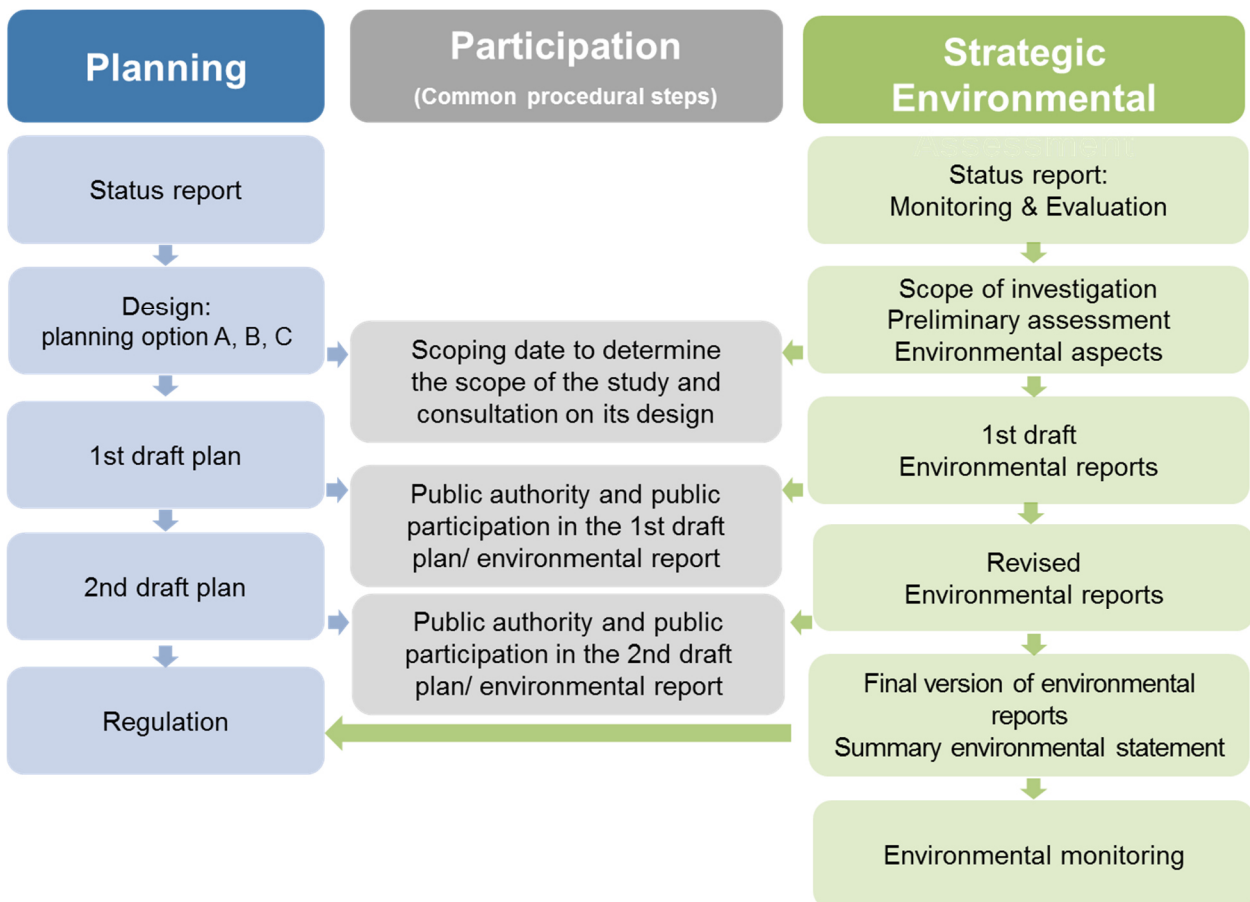 Planning
Status report
Design:
planning option A, B, C
1st draft plan
2nd draft plan
Regulation
Participation
(Common procedural steps)
Scoping date to determine
the scope of the study and
consultation on its design
Public authority and public
participation in the 1st draft
plan/ environmental report
Public authority and public
participation in the 2nd draft
plan/ environmental report
Strategic
Environmental
Assessment
Status report:
Monitoring & Evaluation
Scope of investigation
Preliminary assessment
Environmental aspects
1st draft
Environmental reports
Revised
Environmental reports
Final version of environmental
reports
Summary environmental statement
Environmental monitoring